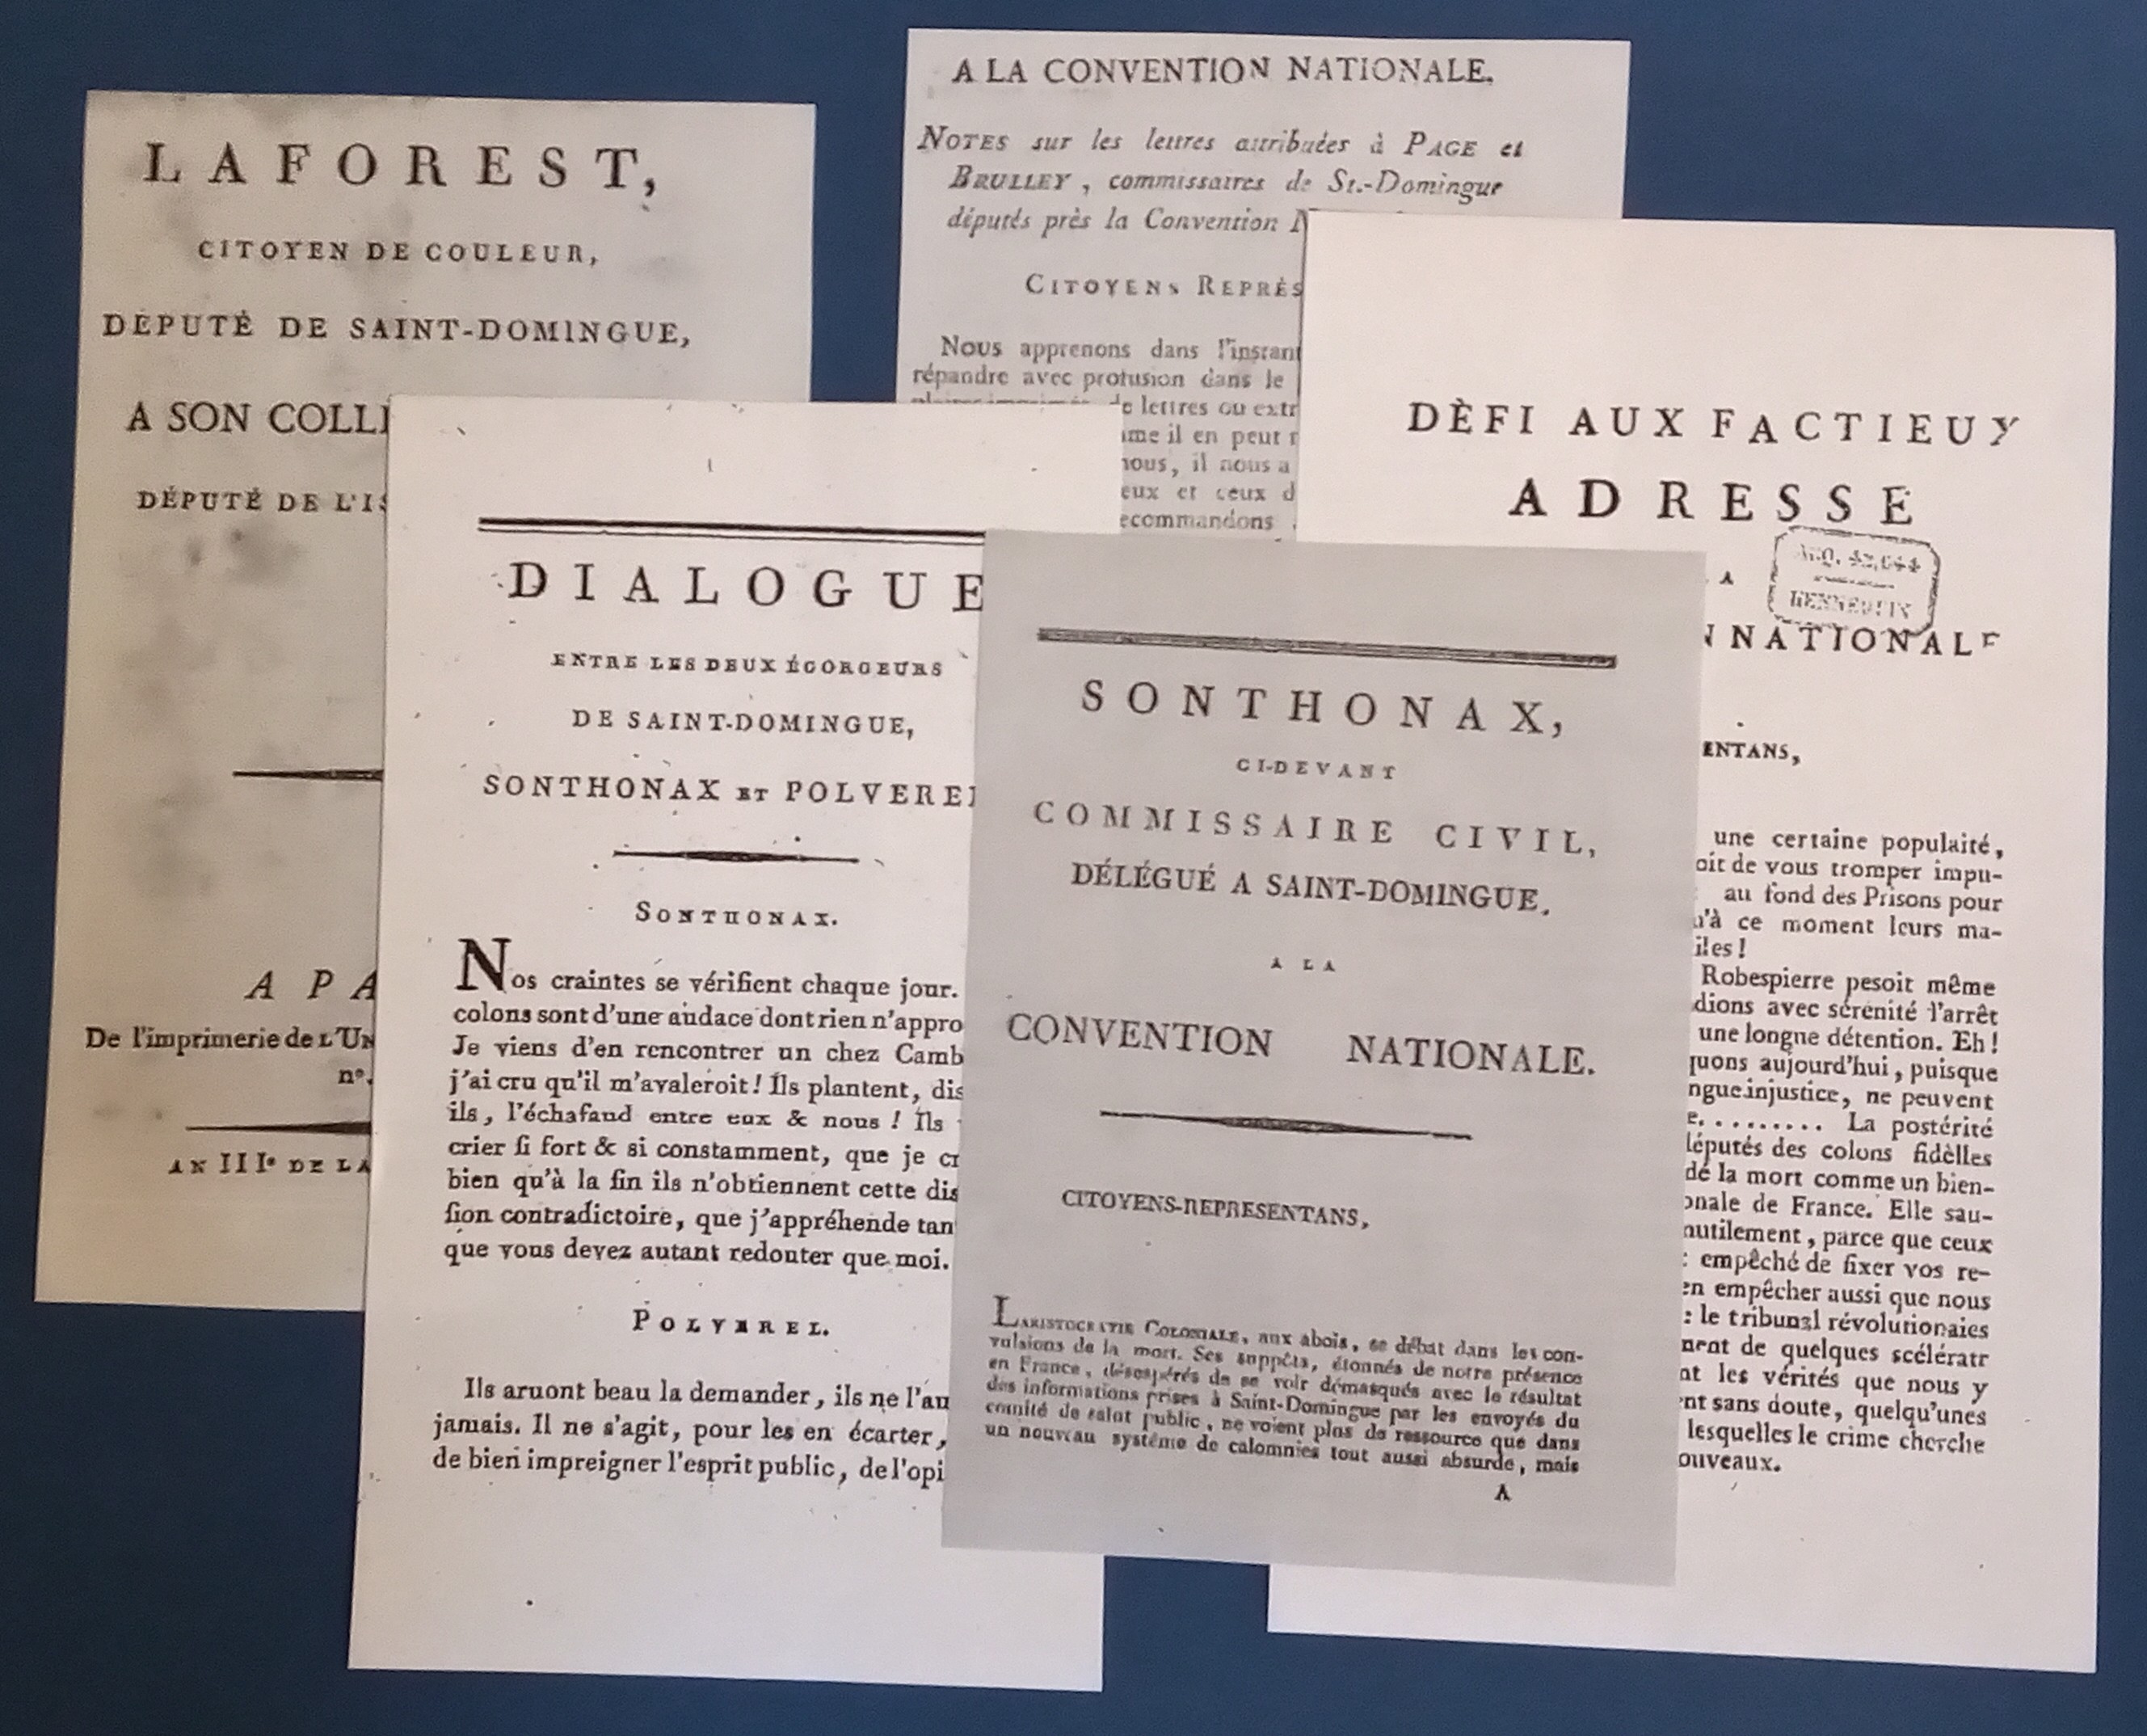 LAFOREST,
CITOYEN DE COULEUR,
DÉPUTÉ DE SAINT-DOMINGUE,
A SON COLL
DÉPUTÉ DE L'IS
A PA
De l'imprimerie de L'UN
n°.
AN IIIe DE LA
A LA CONVENTION NATIONALE.
NOTES sur les lettres attribuées à PAGE et
BRULLEY, commissaires de St.-Domingue
députés près la Convention N
CITOYENS REPRÉS
Nous apprenons dans l'instant
répandre avec profusion dans le
de lettres ou extr
me il en peut r
nous, il nous a
eux et ceux d
ecommandons
DIALOGUE
ENTRE LES DEUX ÉGORGEURS
DE SAINT-DOMINGUE,
SONTHONAX ET POLVEREL
SONTHONAX.
Nos craintes se vérifient chaque jour.
colons sont d'une audace dont rien n'appro
Je viens d'en rencontrer un chez Camb
j'ai cru qu'il m'avaleroit! Ils plantent, dis
ils, l'échafaud entre eux & nous! Ils
crier si fort & si constamment, que je cr
bien qu'à la fin ils n'obtiennent cette dis
sion contradictoire, que j'appréhende tan
que vous devez autant redonter que moi.
POLVEREL.
Ils aruont beau la demander, ils ne l'au
jamais. Il ne s'agit, pour les en écarter,
de bien impreigner l'esprit public, de l'opi
SONTHONAX,
CI-DEVANT
COMMISSAIRE CIVIL,
DÉLÉGUÉ A SAINT-DOMINGUE,
A LA
CONVENTION NATIONALE.
CITOYENS-REPRESENTANS,
LARISTOCRATIE COLONIALE, aux abois, se débat dans les con-
vulsions de la mort. Ses suppôts, étonnés de notre présence
en France, désespérés de se voir démasqués avec le résultat
des informations prises à Saint-Domingue par les envoyés du
comité de salut public, ne voient plus de ressource que dans
un nouveau système de calomnies tout aussi absurde, mais
A
DÈFI AUX FACTIEUX
ADRESSE
A
N NATIONALE
ENTANS,
une certaine populaité,
oit de vous tromper impu-
au fond des Prisons pour
u'à ce moment leurs ma-
iles!
Robespierre pesoit même
dions avec sérénité l'arrêt
une longue détention. Eh!
quons aujourd'hui, puisque
ngue injustice, ne peuvent
e......... La postérité
députés des colons fidèlles
dé la mort comme un bien-
onale de France. Elle sau-
nutilement, parce que ceux
empêché de fixer vos re-
en empêcher aussi que nous
: le tribunal révolutionaies
nent de quelques scélératr
nt les vérités que nous y
ent sans doute, quelqu'unes
lesquelles le crime cherche
ouveaux.